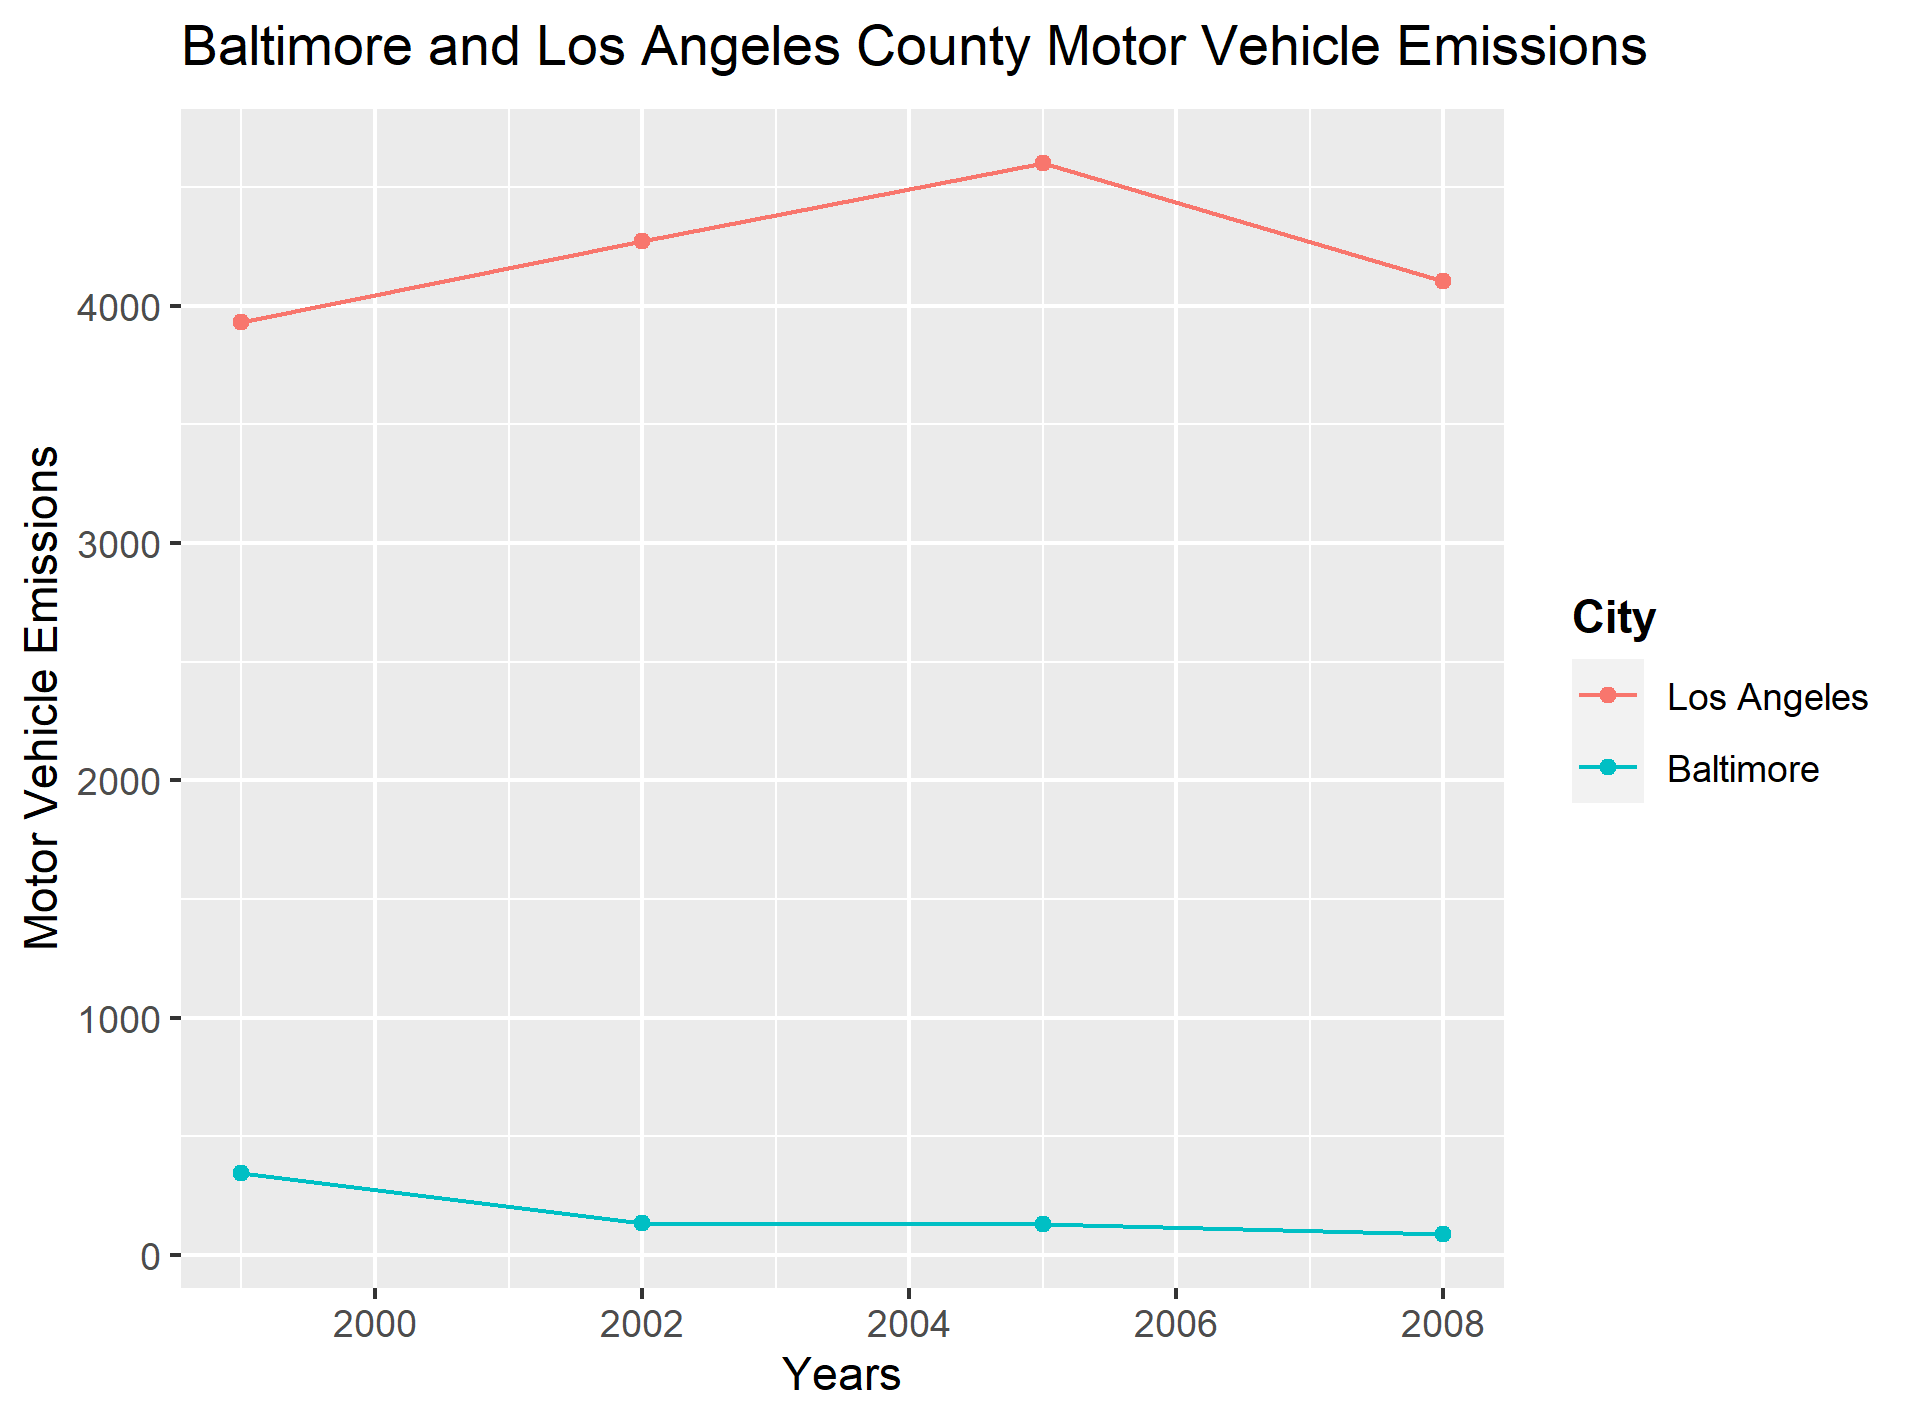 Baltimore and Los Angeles County Motor Vehicle Emissions
Motor Vehicle Emissions
4000
3000
2000
1000
0
2000
2002
2004
2006
2008
Years
City
Los Angeles
Baltimore